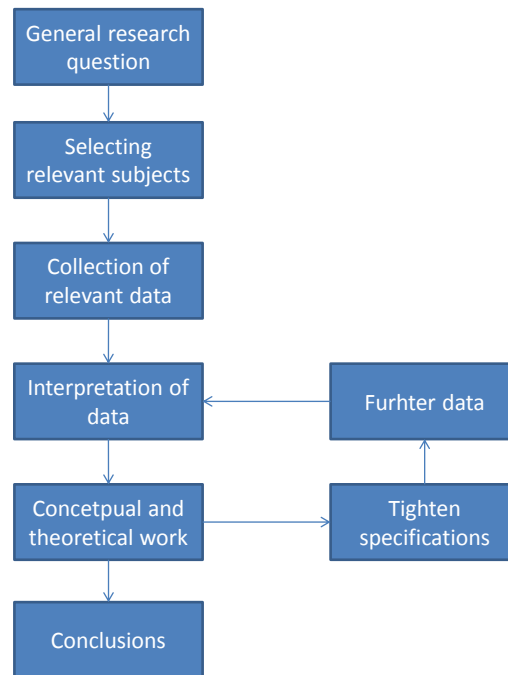 General research
question
Selecting
relevant subjects
Collection of
relevant data
Interpretation of
data
Furhter data
Concetpual and
theoretical work
Tighten
specifications
Conclusions